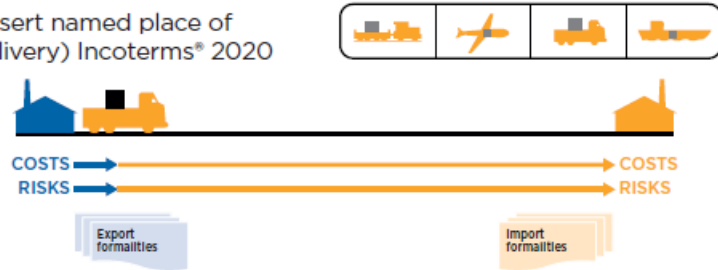 sert named place of
livery) Incoterms® 2020
COSTS COSTS
RISKS RISKS
Export
formalities
Import
formalities